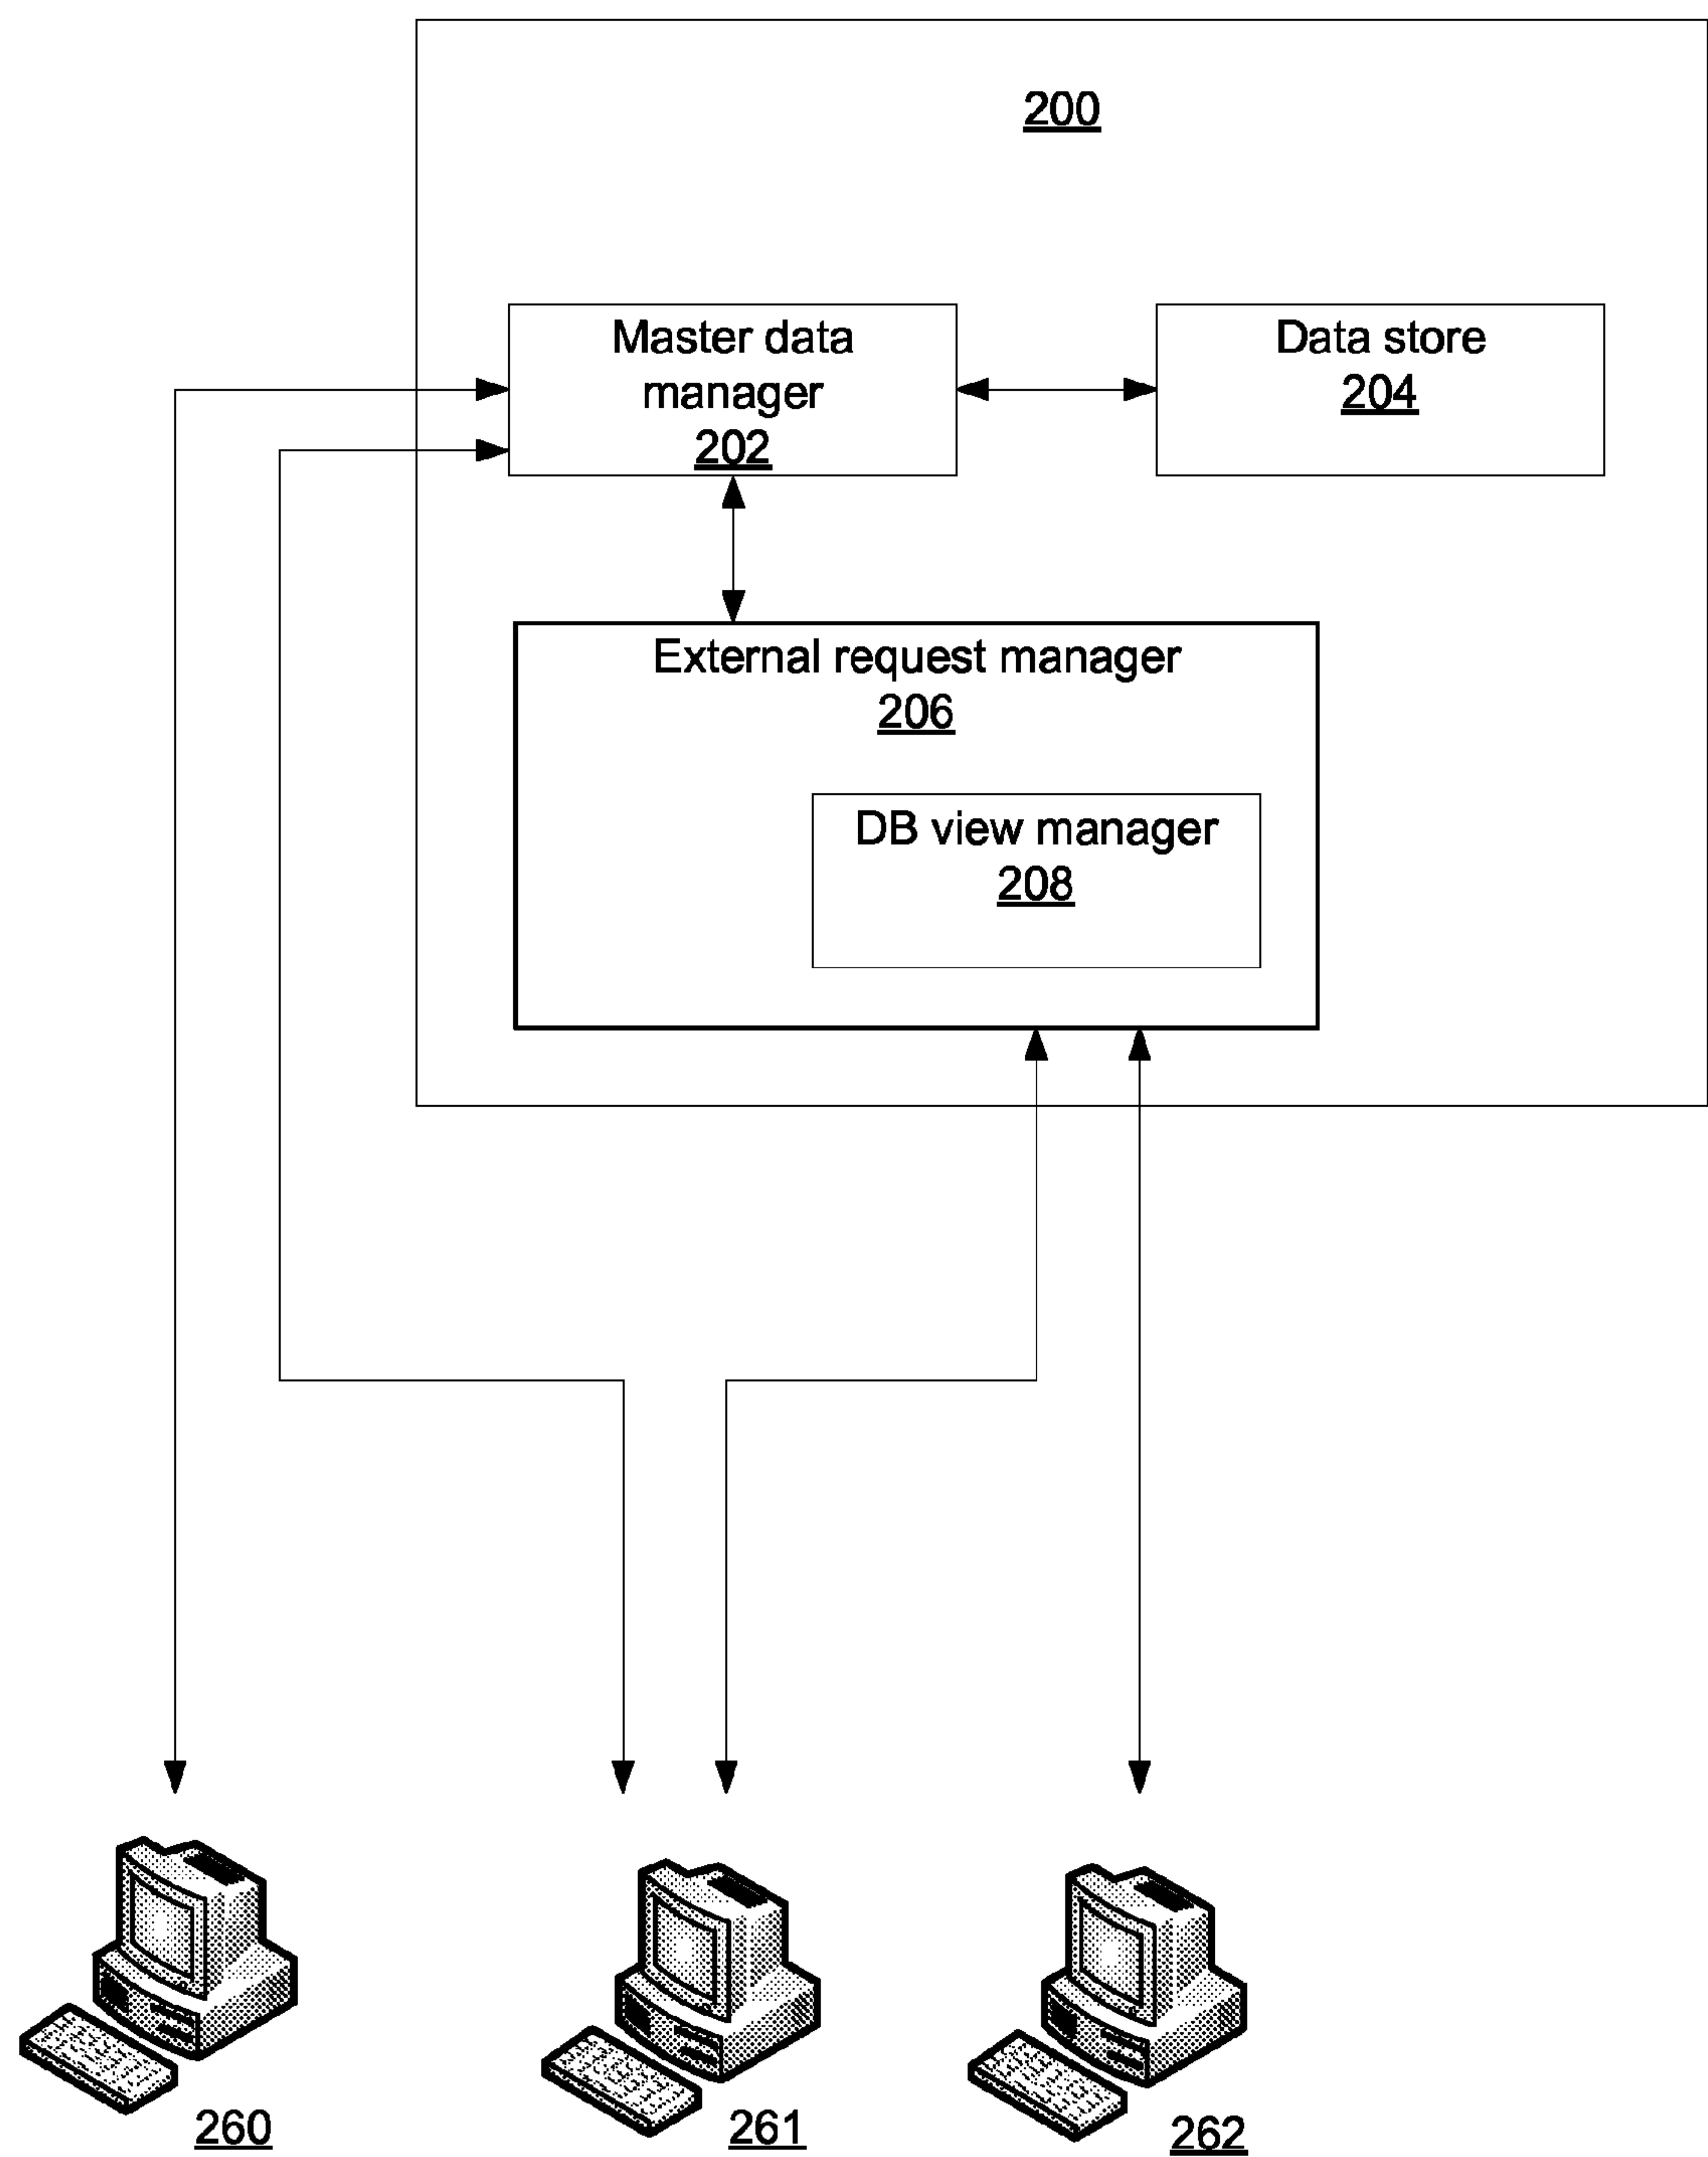 200
Master data
manager
202
Data store
204
External request manager
206
DB view manager
208
260
261
262